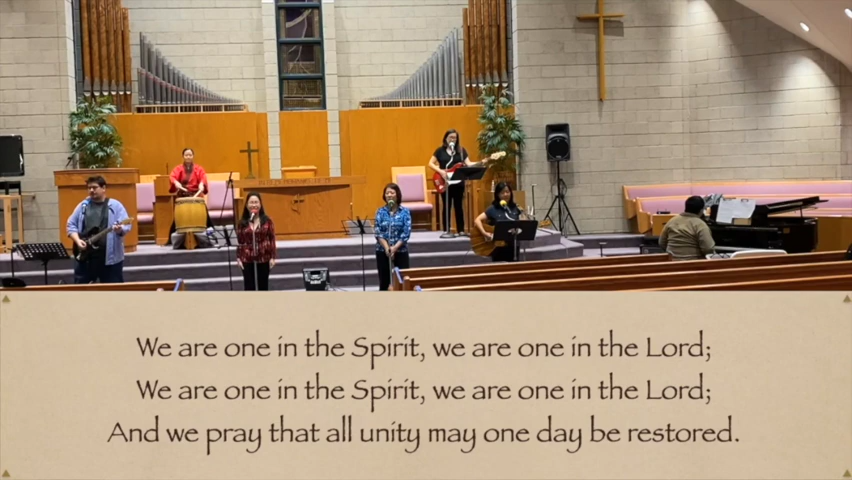 We are one in the Spirit, we are one in the Lord;
We are one in the Spirit, we are one in the Lord;
And we pray that all unity may one day be restored.